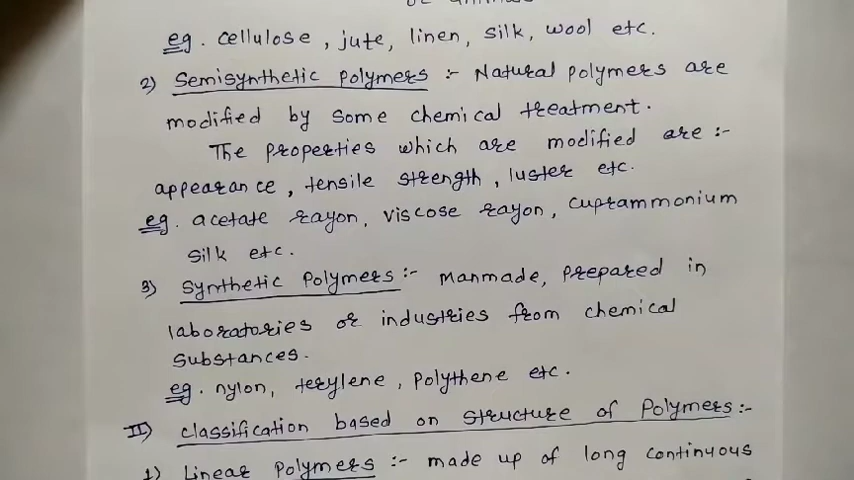 eg. cellulose, jute, linen, silk, wool etc.
2) Semisynthetic polymers :- Natural polymers are
modified by some chemical treatment.
The properties which are modified are :-
appearance, tensile strength, luster etc.
eg. acetate rayon, viscose rayon, cuprammonium
silk etc.
3) Synthetic Polymers :- Manmade, prepared in
laboratories or industries from chemical
substances.
eg. nylon, terylene, Polythene etc.
II) classification based on structure of Polymers:-
1) Linear Polymers :- made up of long continuous